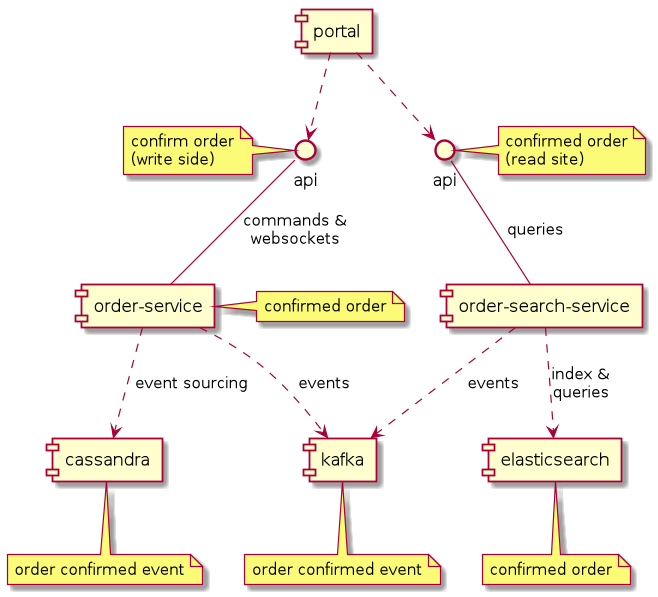 portal
confirm order
(write side)
confirmed order
(read site)
api
api
commands &
websockets
queries
order-service
confirmed order
order-search-service
event sourcing
events
events
index &
queries
cassandra
kafka
elasticsearch
order confirmed event
order confirmed event
confirmed order